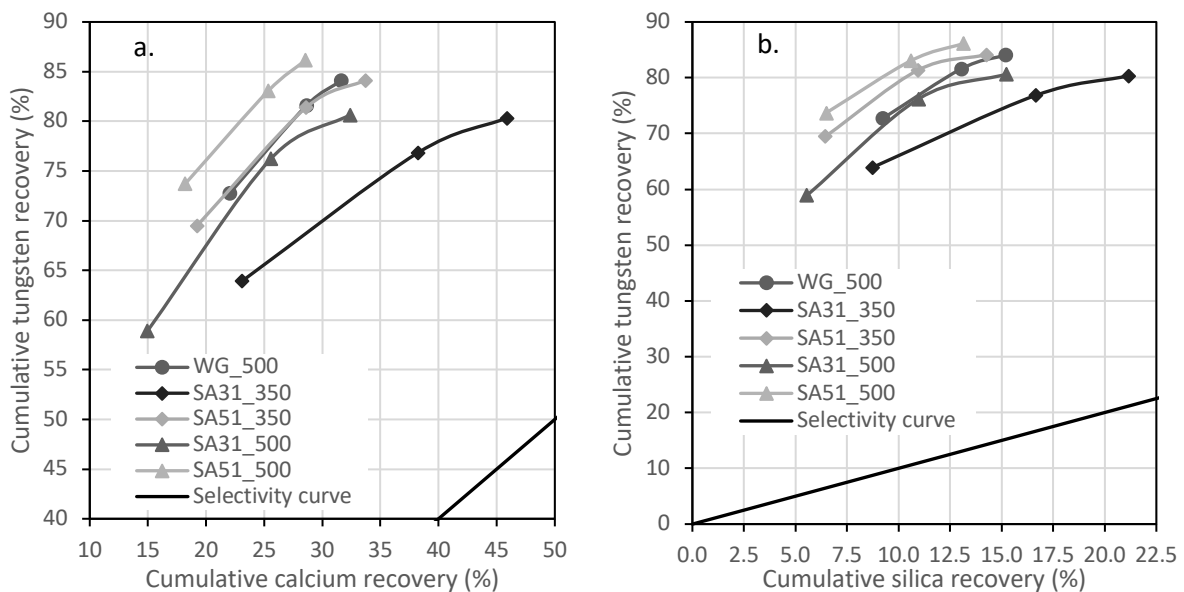 a.
Cumulative tungsten recovery (%)
90
85
80
75
70
65
60
55
50
45
40
WG_500
SA31_350
SA51_350
SA31_500
SA51_500
Selectivity curve
10 15 20 25 30 35 40 45 50
Cumulative calcium recovery (%)
b.
Cumulative tungsten recovery (%)
90
80
70
60
50
40
30
20
10
0
WG_500
SA31_350
SA51_350
SA31_500
SA51_500
Selectivity curve
0.0 2.5 5.0 7.5 10.0 12.5 15.0 17.5 20.0 22.5
Cumulative silica recovery (%)